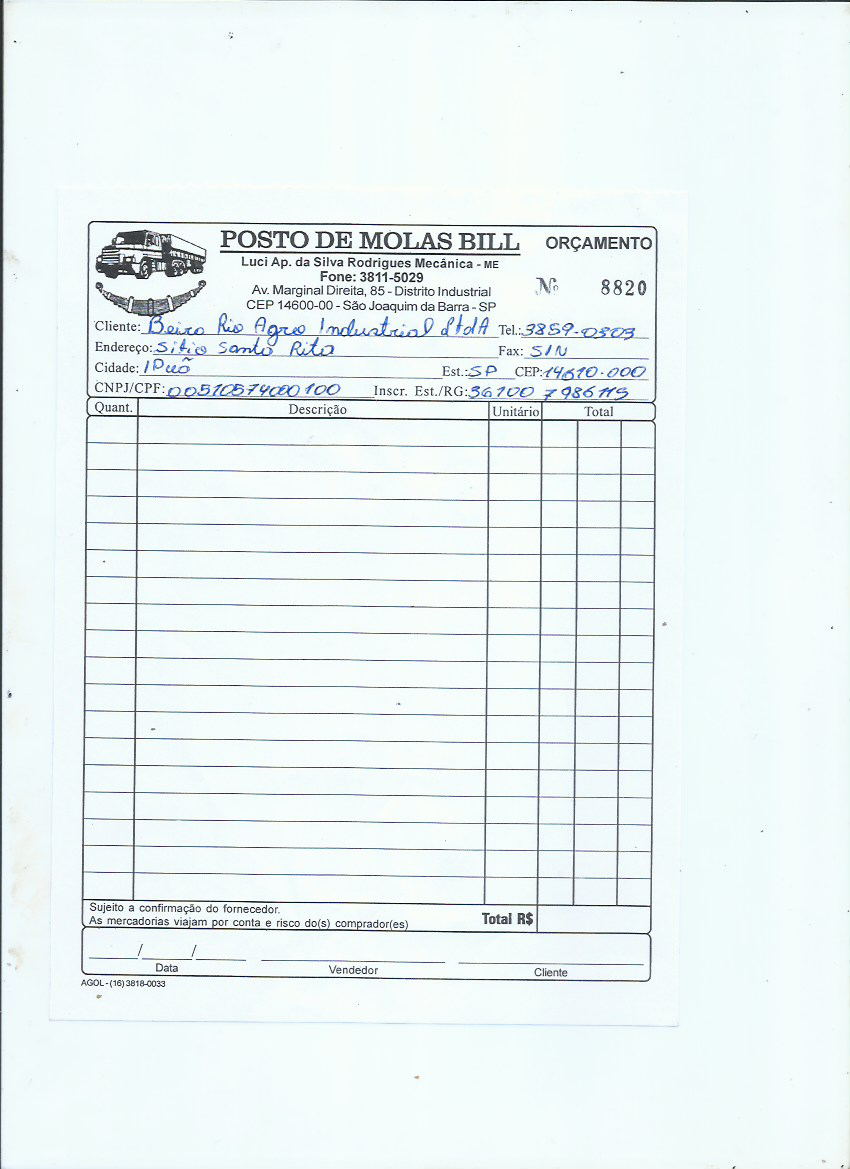 POSTO DE MOLAS BILL
ORÇAMENTO
Luci Ap. da Silva Rodrigues Mecânica - ME
Fone: 3811-5029
Nº 8820
Av. Marginal Direita, 85 - Distrito Industrial
CEP 14600-00 - São Joaquim da Barra - SP
Cliente: Beira Rio Agro Industrial LtdA Tel.: 3859-0303
Endereço: Sitio Santa Rita Fax: S/N
Cidade: IPuã Est.: SP CEP: 14610-000
CNPJ/CPF: 00510574000100 Inscr. Est./RG: 36100 7986115
Quant. Descrição Unitário Total
Sujeito a confirmação do fornecedor.
As mercadorias viajam por conta e risco do(s) comprador(es) Total R$
/ /
Data Vendedor Cliente
AGOL - (16) 3818-0033